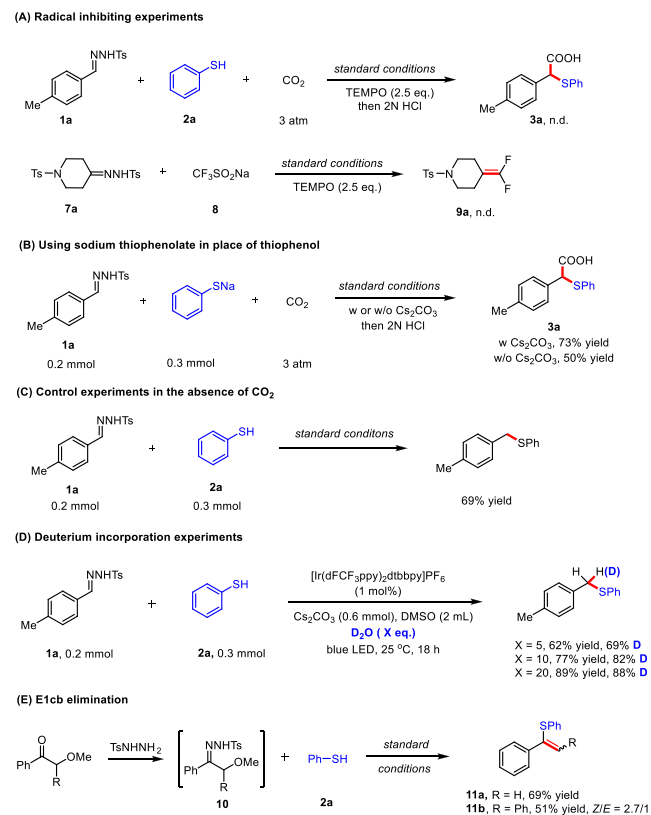 (A) Radical inhibiting experiments
NNHTs
SH
COOH
+
+
CO2
standard conditions
SPh
TEMPO (2.5 eq.)
then 2N HCl
Me
Me
1a
2a
3 atm
3a, n.d.
Ts N
NNHTs
+
CF3SO2Na
standard conditions
Ts N
F
F
TEMPO (2.5 eq.)
7a
8
9a, n.d.
(B) Using sodium thiophenolate in place of thiophenol
NNHTs
SNa
COOH
+
+
CO2
standard conditions
SPh
w or w/o Cs2CO3
then 2N HCl
Me
Me
1a
3a
0.2 mmol
0.3 mmol
3 atm
w Cs2CO3, 73% yield
w/o Cs2CO3, 50% yield
(C) Control experiments in the absence of CO2
NNHTs
SH
+
standard conditons
SPh
Me
Me
1a
2a
0.2 mmol
0.3 mmol
69% yield
(D) Deuterium incorporation experiments
NNHTs
SH
+
[Ir(dFCF3ppy)2dtbbpy]PF6
(1 mol%)
Cs2CO3 (0.6 mmol), DMSO (2 mL)
D2O ( X eq.)
blue LED, 25 °C, 18 h
H H(D)
SPh
Me
Me
1a, 0.2 mmol
2a, 0.3 mmol
X = 5, 62% yield, 69% D
X = 10, 77% yield, 82% D
X = 20, 89% yield, 88% D
(E) E1cb elimination
O
Ph
OMe
R
TsNHNH2
NNHTs
Ph
OMe
R
10
+
Ph SH
2a
standard
conditions
SPh
R
11a, R = H, 69% yield
11b, R = Ph, 51% yield, Z/E = 2.7/1